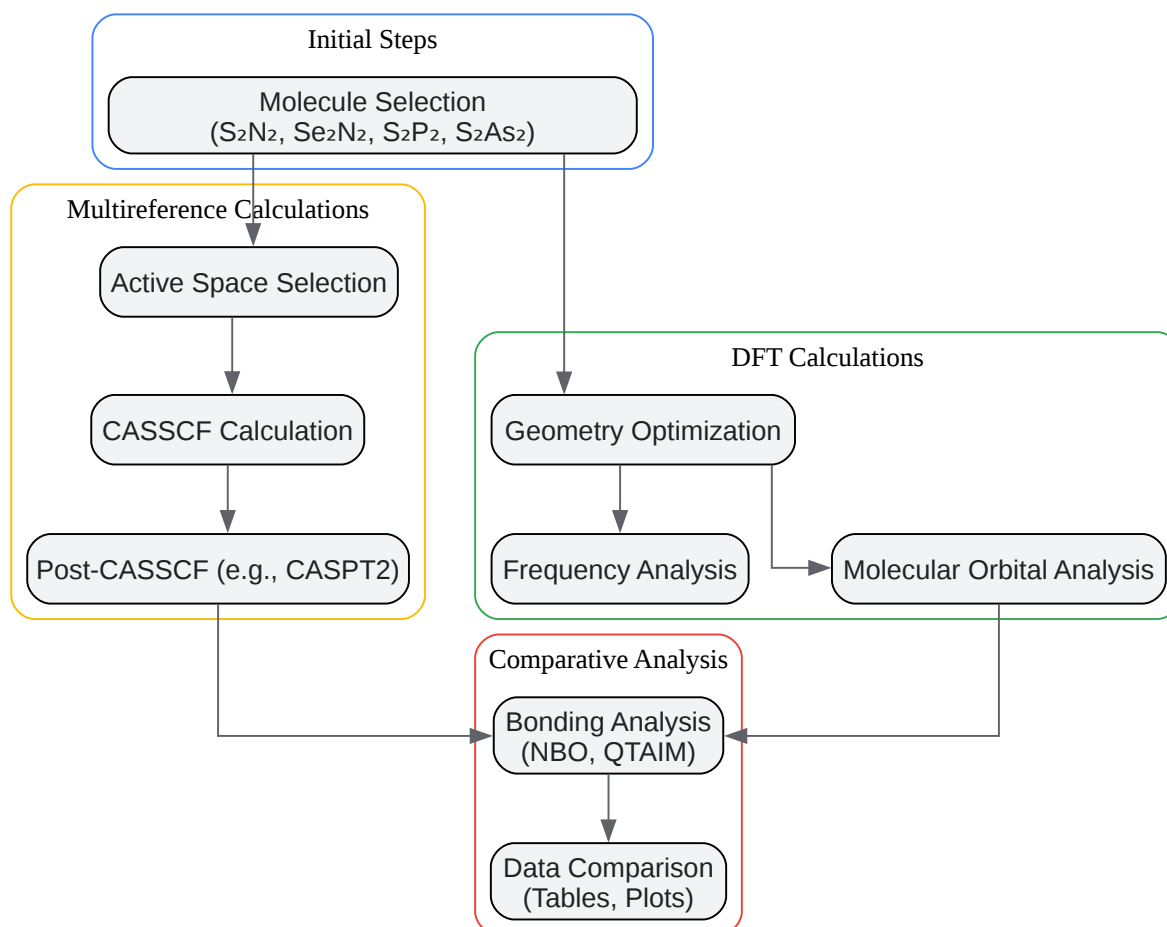 Initial Steps
Molecule Selection
(S₂N₂, Se₂N₂, S₂P₂, S₂As₂)
Multireference Calculations
Active Space Selection
CASSCF Calculation
Post-CASSCF (e.g., CASPT2)
DFT Calculations
Geometry Optimization
Frequency Analysis
Molecular Orbital Analysis
Comparative Analysis
Bonding Analysis
(NBO, QTAIM)
Data Comparison
(Tables, Plots)